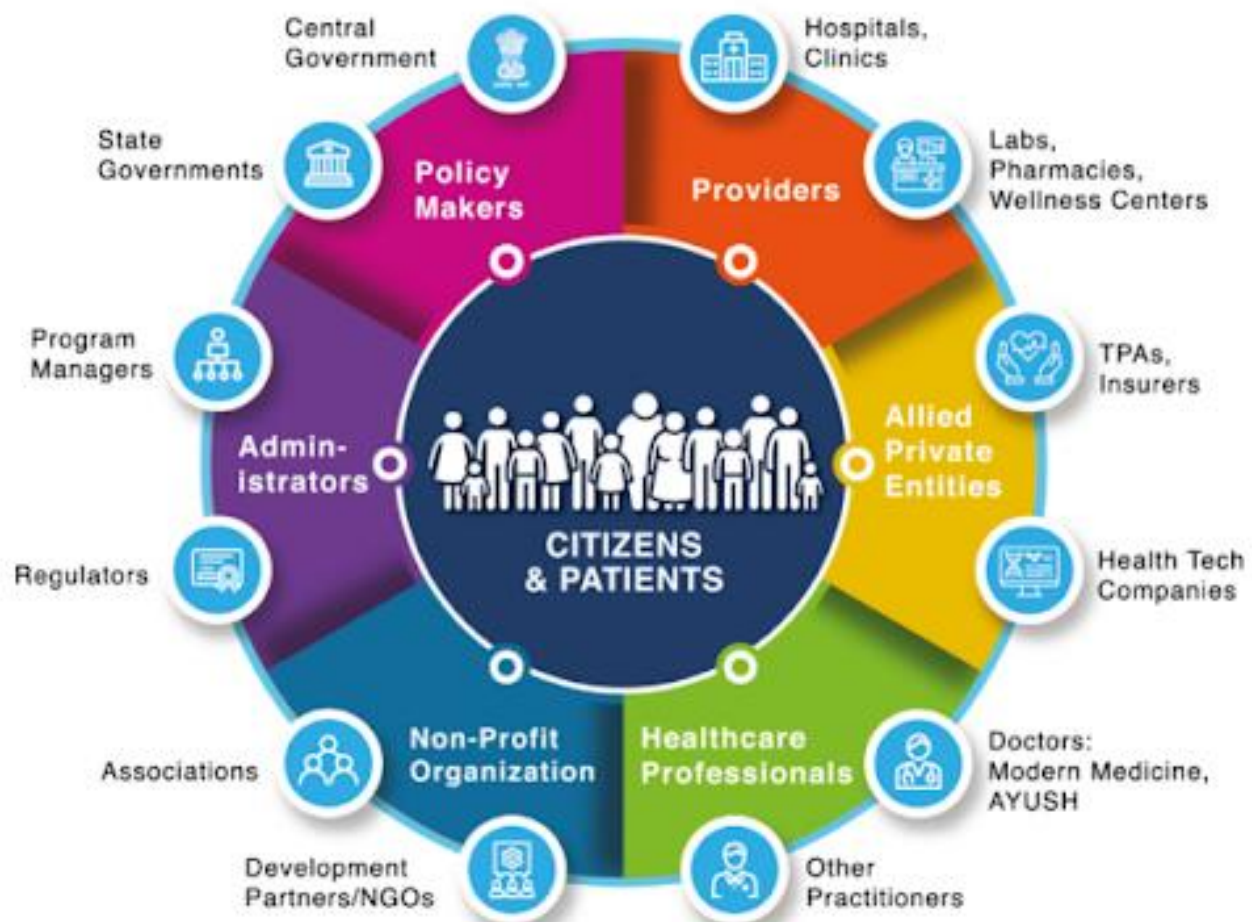 Central
Government
Hospitals,
Clinics
State
Governments
Policy
Makers
Providers
Labs,
Pharmacies,
Wellness Centers
Program
Managers
Admin-
istrators
Allied
Private
Entities
TPAs,
Insurers
CITIZENS
& PATIENTS
Regulators
Health Tech
Companies
Associations
Non-Profit
Organization
Healthcare
Professionals
Doctors:
Modern Medicine,
AYUSH
Development
Partners/NGOs
Other
Practitioners